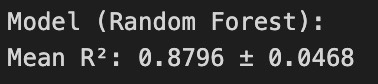 Model (Random Forest):
Mean R²: 0.8796 ± 0.0468